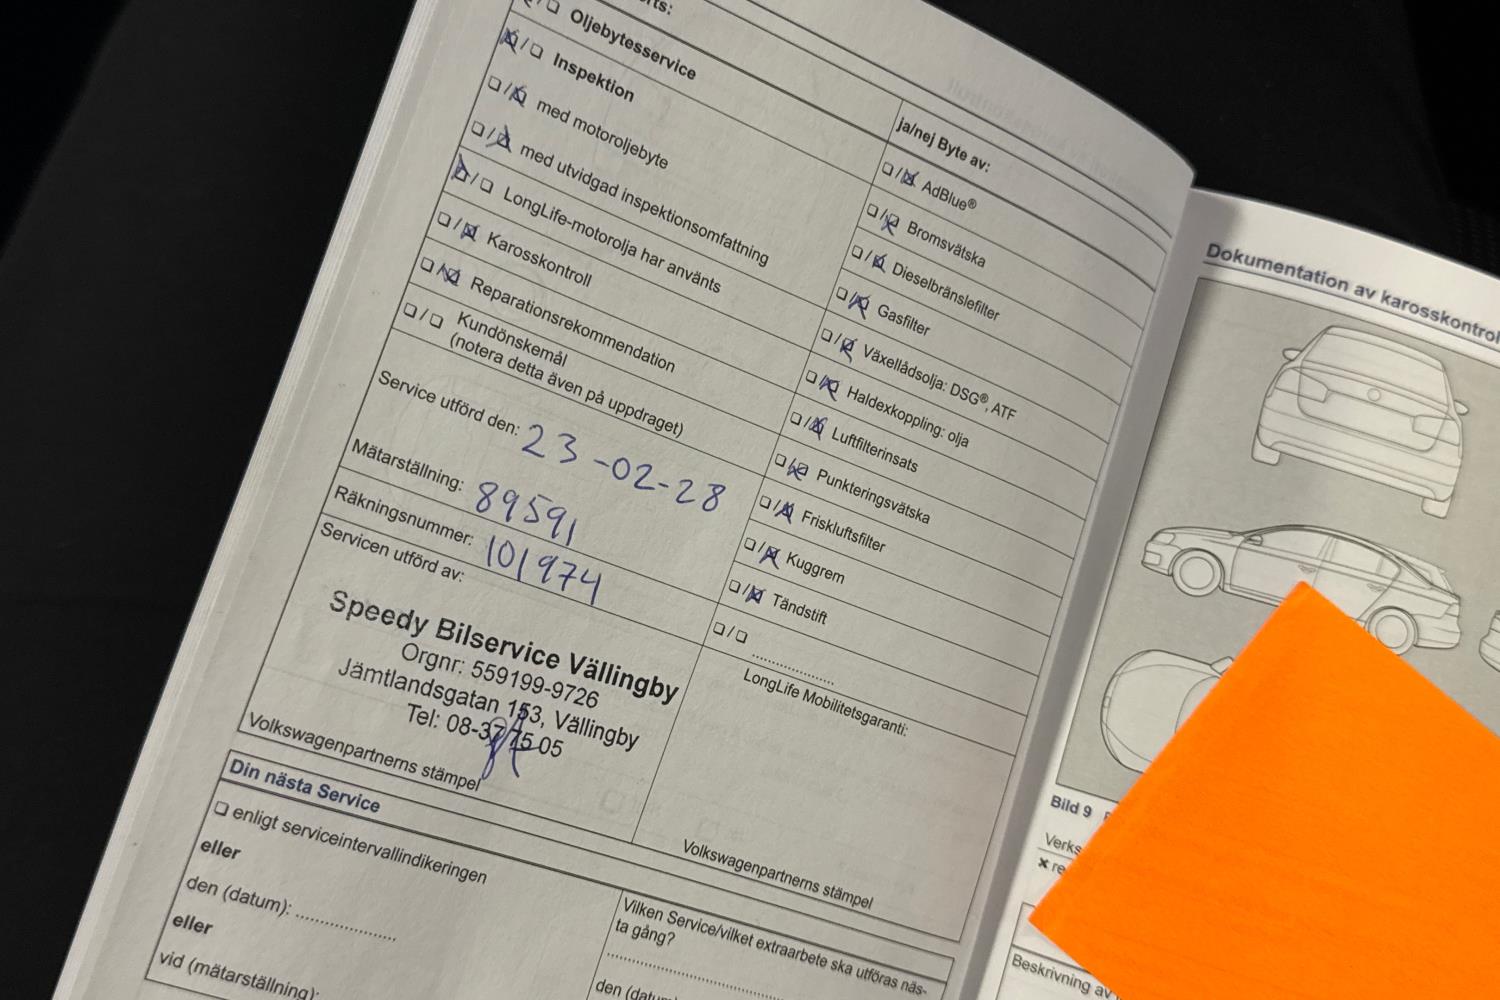 Oljebytesservice
Inspektion
med motoroljebyte
med utvidgad inspektionsomfattning
LongLife-motorolja har använts
Karosskontroll
Reparationsrekommendation
Kundönskemål
(notera detta även på uppdraget)
Service utförd den: 23-02-28
Mätarställning: 89591
Räkningsnummer: 101974
Servicen utförd av:
Speedy Bilservice Vällingby
Orgnr: 559199-9726
Jämtlandsgatan 153, Vällingby
Tel: 08-37 75 05
Volkswagenpartnerns stämpel
ja/nej Byte av:
AdBlue®
Bromsvätska
Dieselbränslefilter
Gasfilter
Växellådsolja: DSG®, ATF
Haldexkoppling: olja
Luftfilterinsats
Punkteringsvätska
Friskluftsfilter
Kuggrem
Tändstift
LongLife Mobilitetsgaranti:
Volkswagenpartnerns stämpel
Din nästa Service
enligt serviceintervallindikeringen
eller
den (datum):
eller
vid (mätarställning):
Vilken Service/vilket extraarbete ska utföras näs-
ta gång?
den
Dokumentation av karosskontrol
Bild 9
Beskrivning av